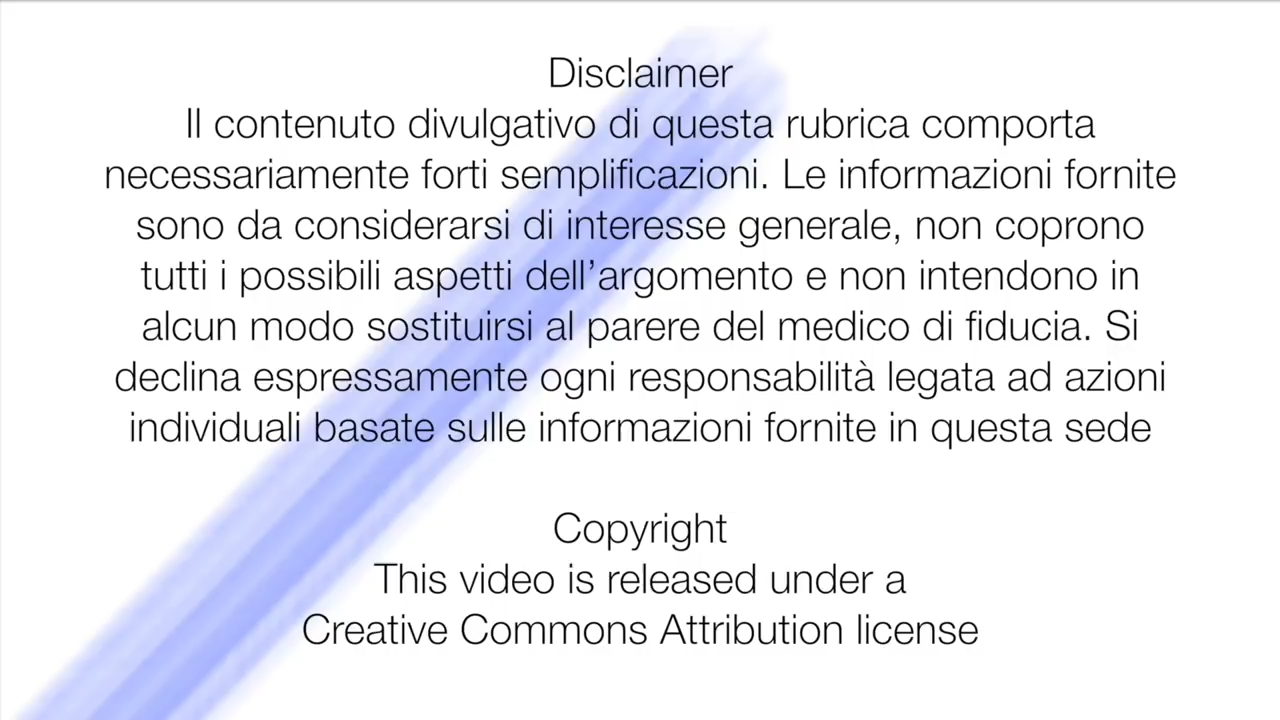 Disclaimer
Il contenuto divulgativo di questa rubrica comporta
necessariamente forti semplificazioni. Le informazioni fornite
sono da considerarsi di interesse generale, non coprono
tutti i possibili aspetti dell’argomento e non intendono in
alcun modo sostituirsi al parere del medico di fiducia. Si
declina espressamente ogni responsabilità legata ad azioni
individuali basate sulle informazioni fornite in questa sede
Copyright
This video is released under a
Creative Commons Attribution license